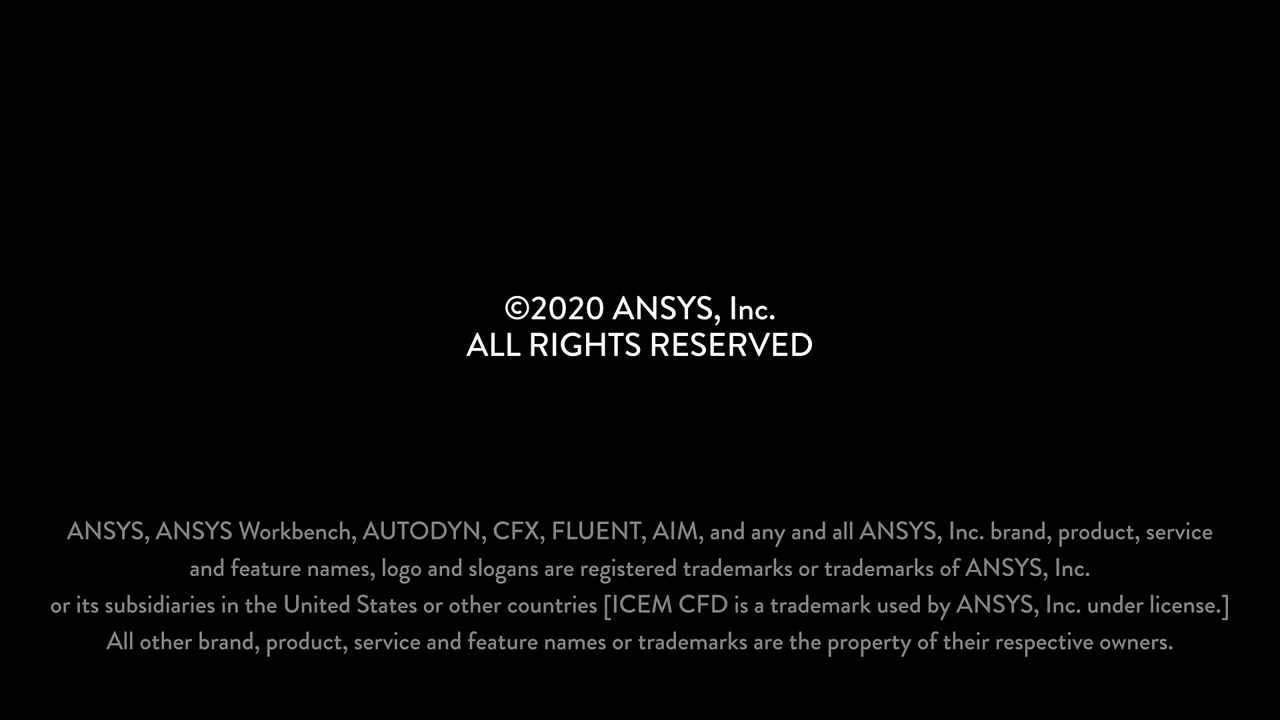 ©2020 ANSYS, Inc.
ALL RIGHTS RESERVED
ANSYS, ANSYS Workbench, AUTODYN, CFX, FLUENT, AIM, and any and all ANSYS, Inc. brand, product, service
and feature names, logo and slogans are registered trademarks or trademarks of ANSYS, Inc.
or its subsidiaries in the United States or other countries [ICEM CFD is a trademark used by ANSYS, Inc. under license.]
All other brand, product, service and feature names or trademarks are the property of their respective owners.